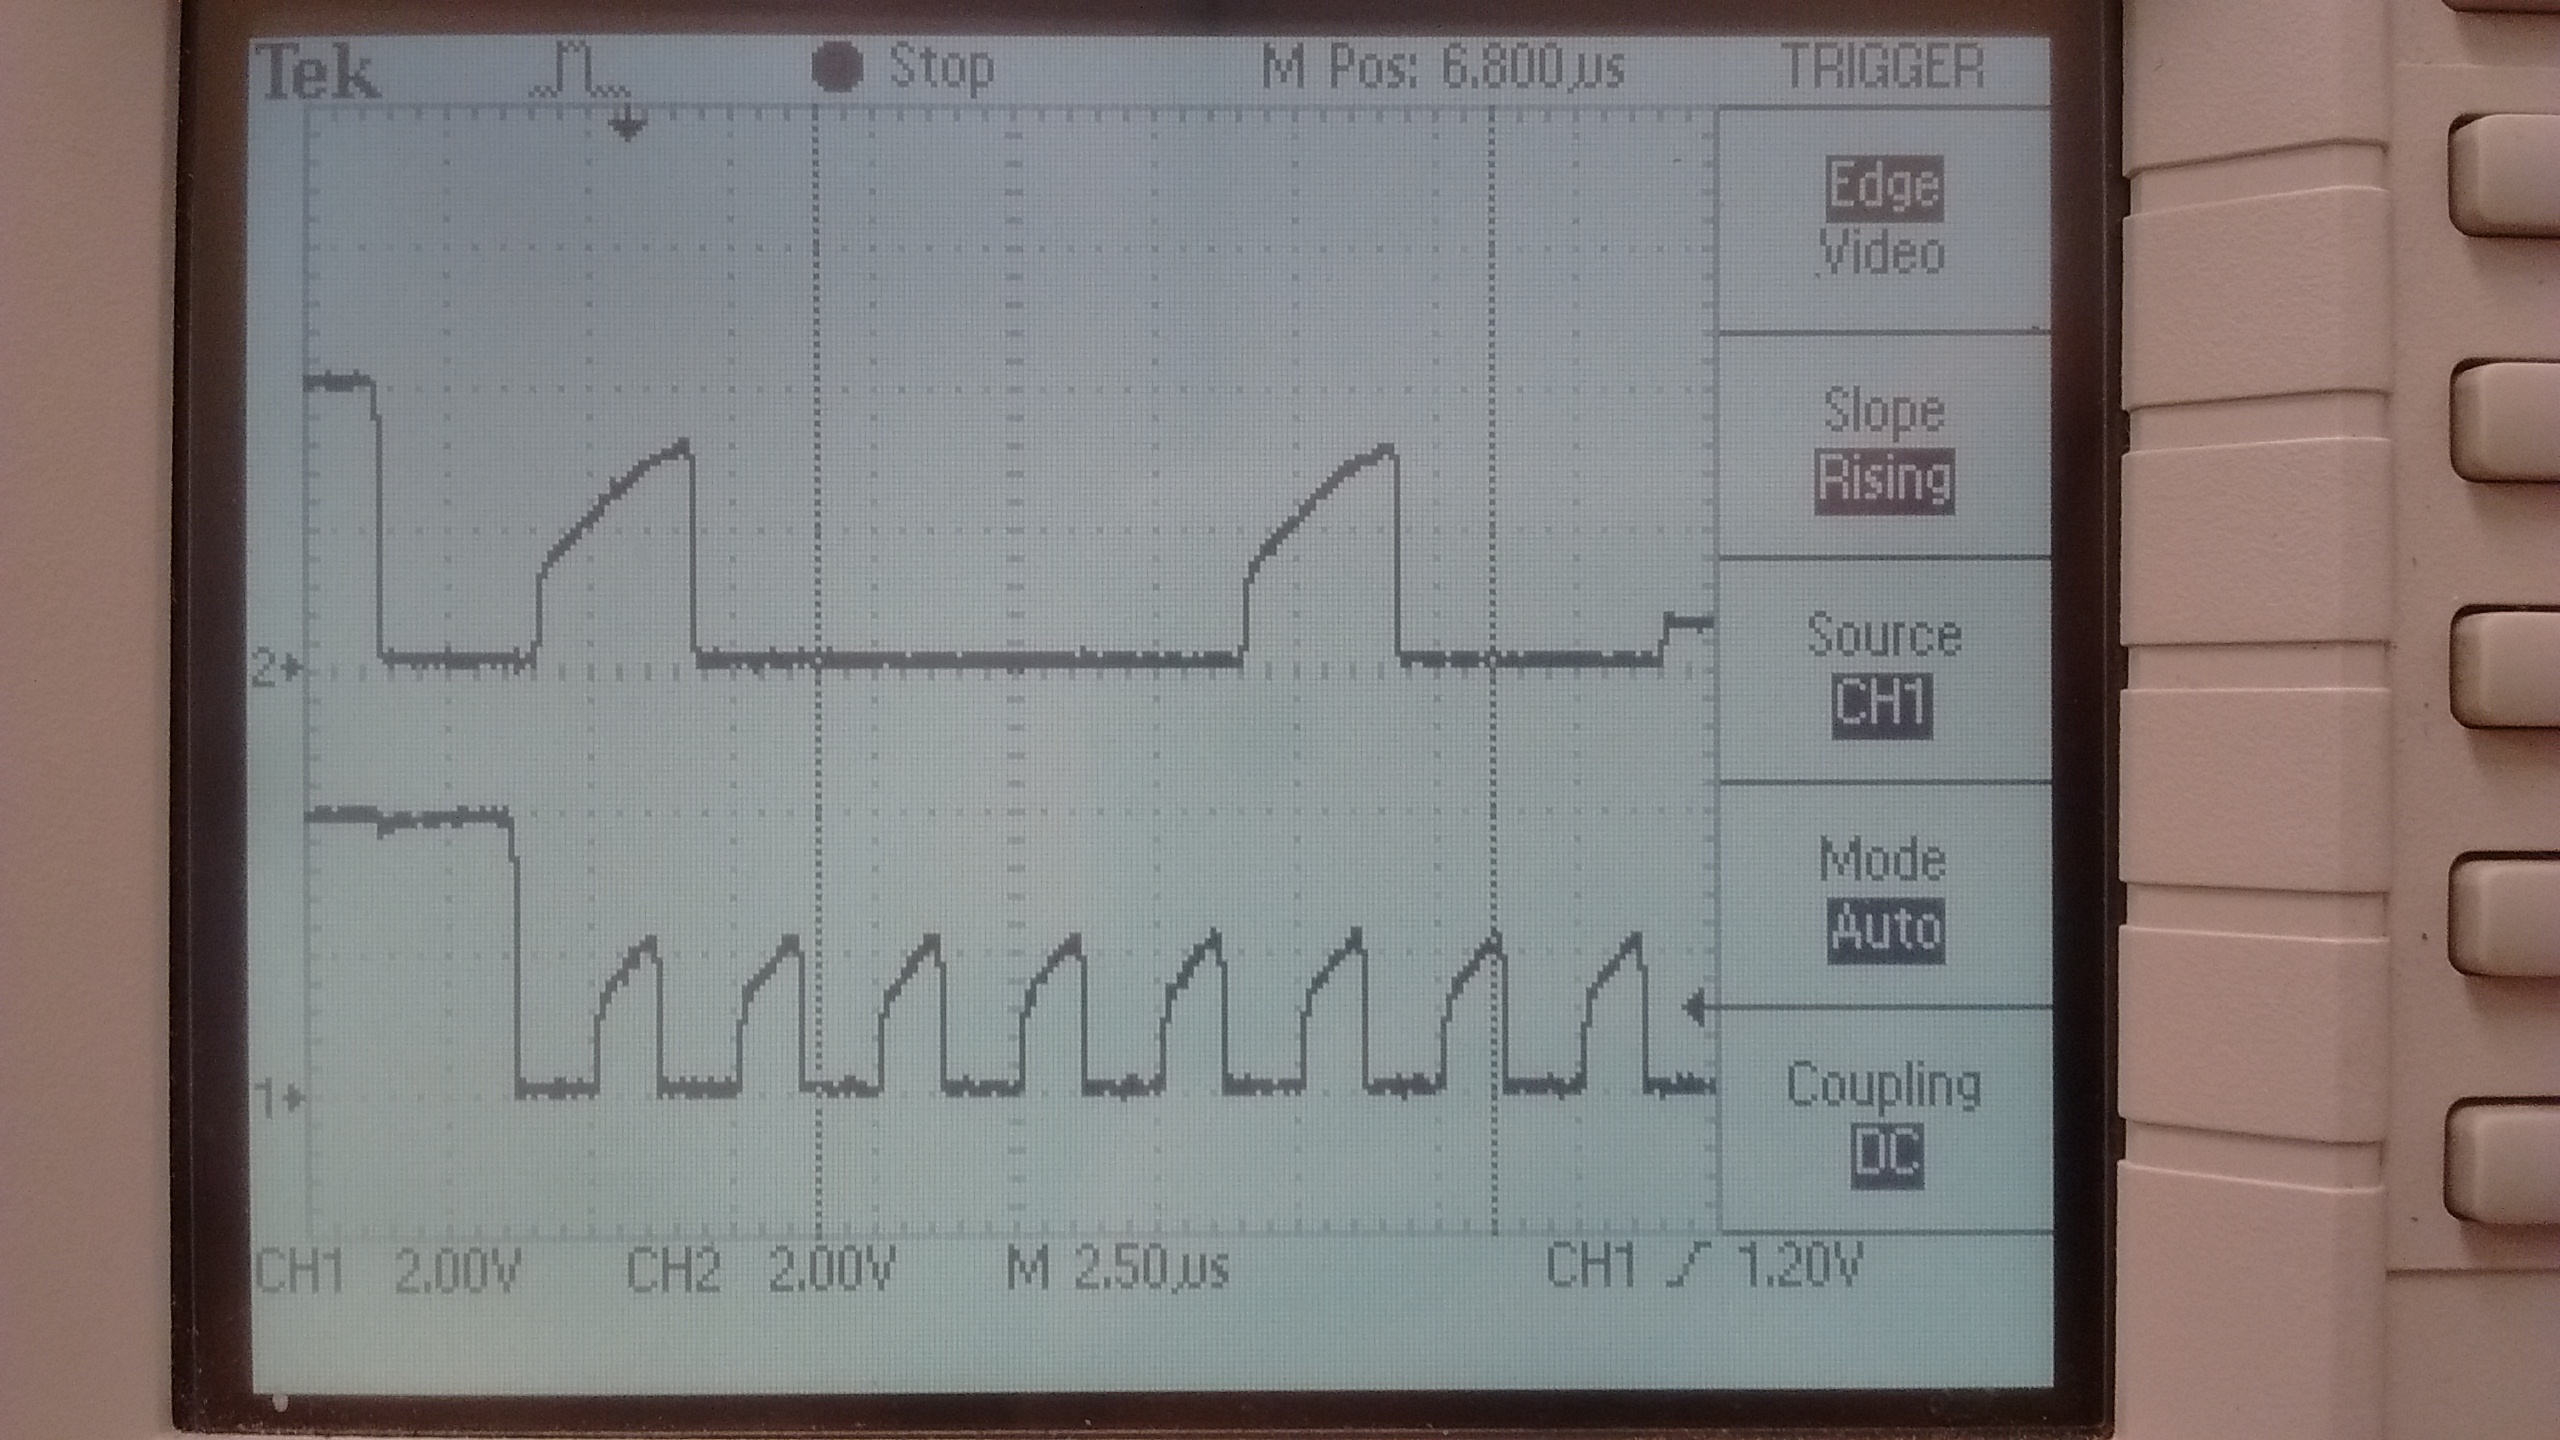 Tek Stop M Pos: 6.800µs TRIGGER
Edge
Video
Slope
Rising
2
Source
CH1
Mode
Auto
1
Coupling
DC
CH1 2.00V CH2 2.00V M 2.50µs CH1 1.20V